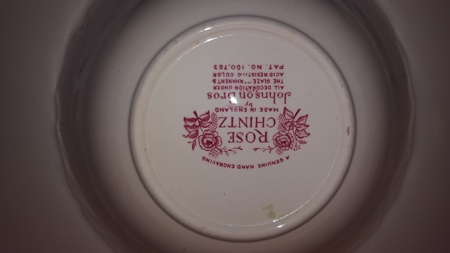 A GENUINE HAND ENGRAVING
ROSE
CHINTZ
MADE IN ENGLAND
by
Johnson Bros
ALL DECORATION UNDER
THE GLAZE PERMANENT &
ACID RESISTING COLOR
PAT. NO. 100,783